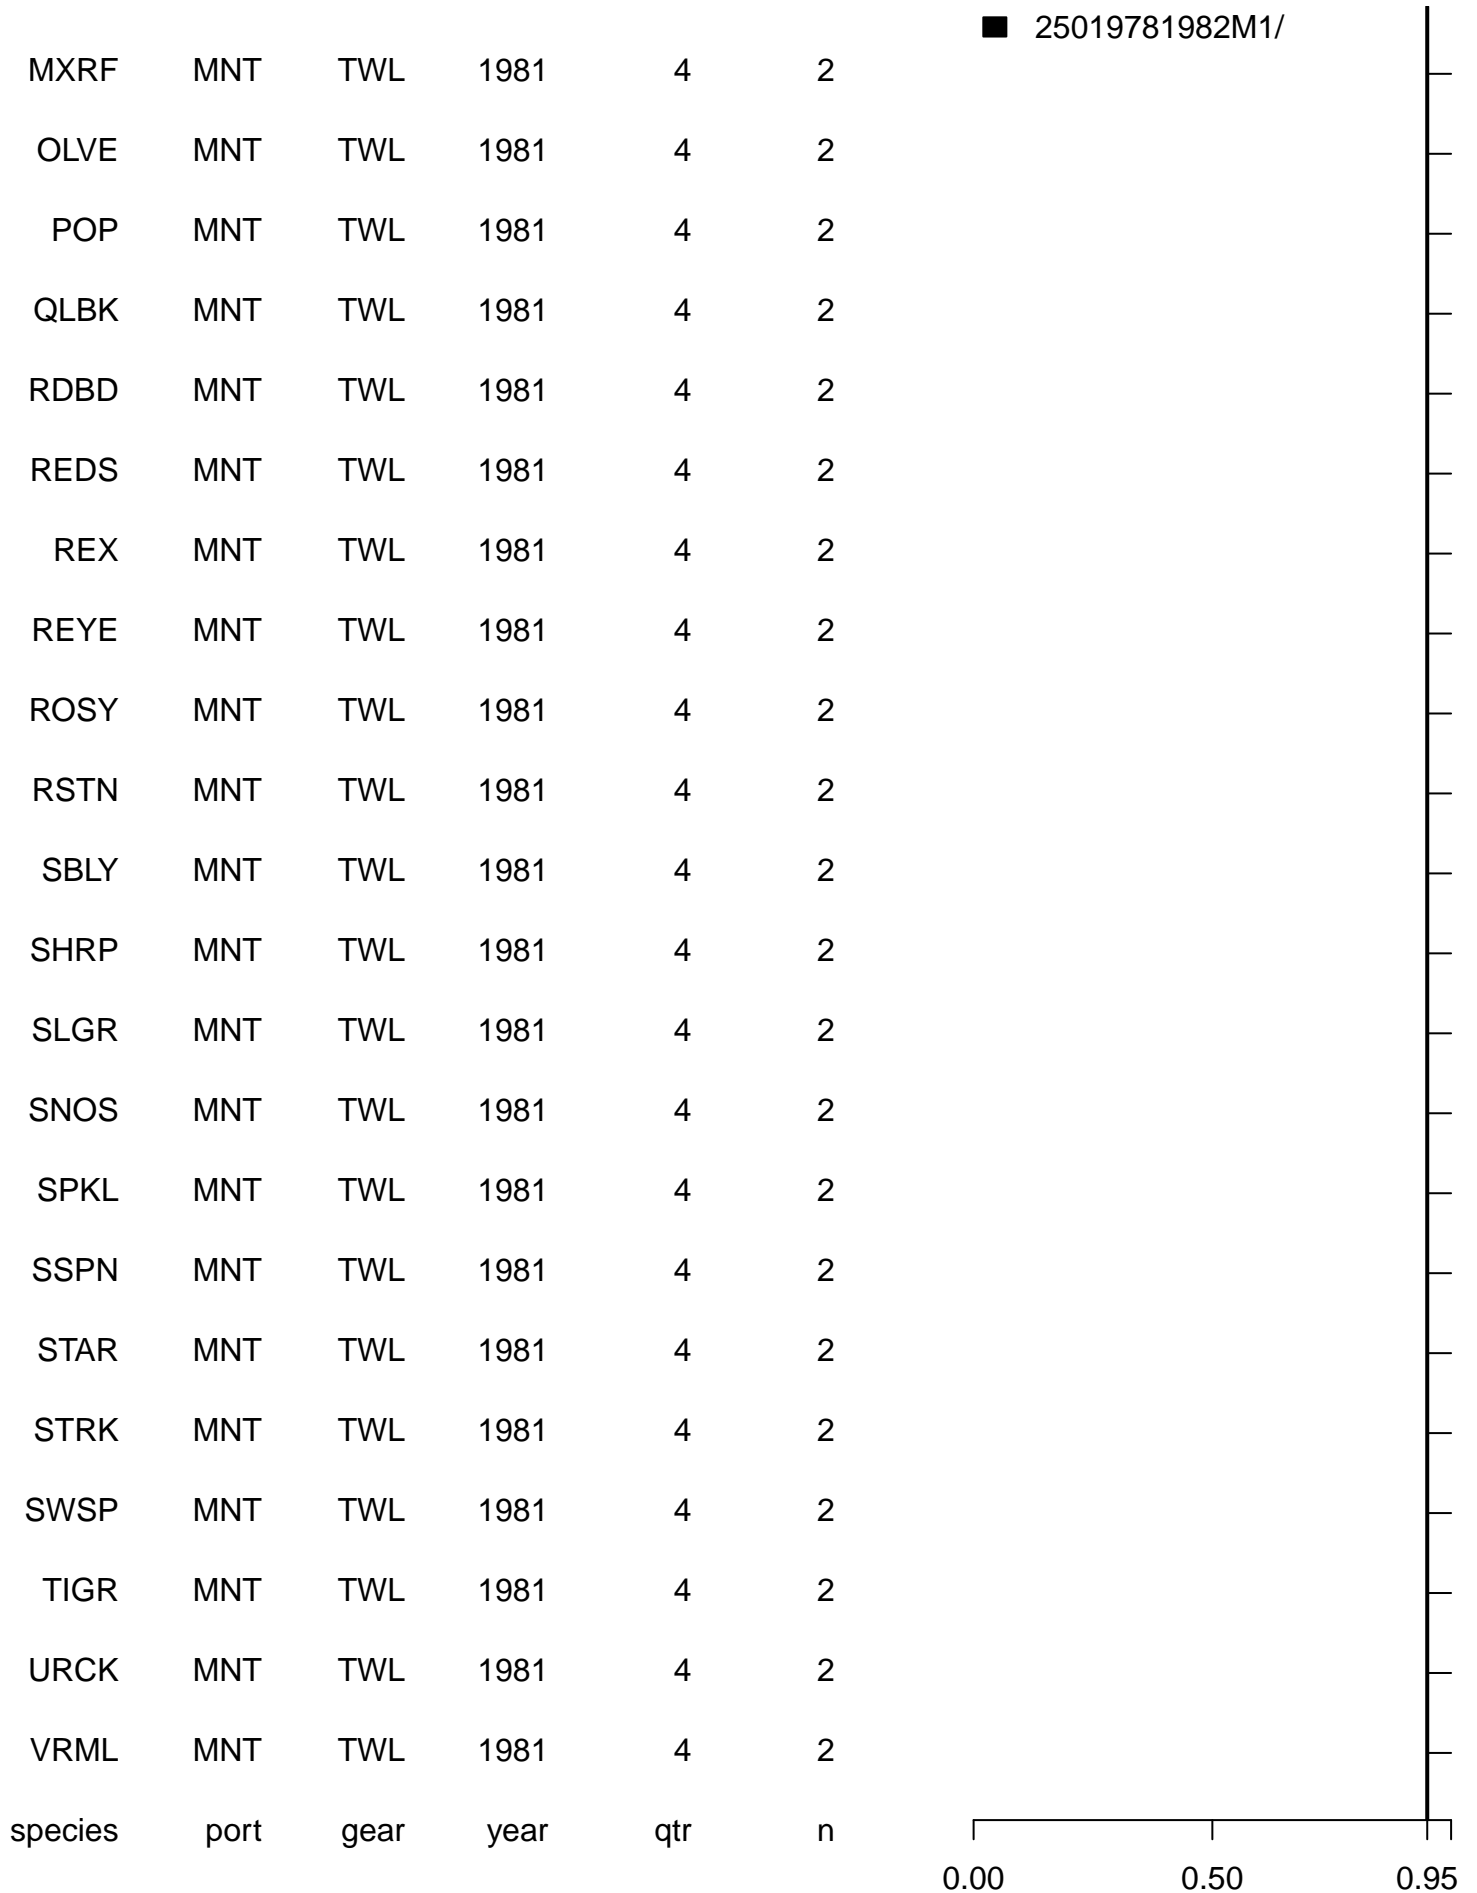 25019781982M1/
MXRF MNT TWL 1981 4 2
OLVE MNT TWL 1981 4 2
POP MNT TWL 1981 4 2
QLBK MNT TWL 1981 4 2
RDBD MNT TWL 1981 4 2
REDS MNT TWL 1981 4 2
REX MNT TWL 1981 4 2
REYE MNT TWL 1981 4 2
ROSY MNT TWL 1981 4 2
RSTN MNT TWL 1981 4 2
SBLY MNT TWL 1981 4 2
SHRP MNT TWL 1981 4 2
SLGR MNT TWL 1981 4 2
SNOS MNT TWL 1981 4 2
SPKL MNT TWL 1981 4 2
SSPN MNT TWL 1981 4 2
STAR MNT TWL 1981 4 2
STRK MNT TWL 1981 4 2
SWSP MNT TWL 1981 4 2
TIGR MNT TWL 1981 4 2
URCK MNT TWL 1981 4 2
VRML MNT TWL 1981 4 2
species port gear year qtr n
0.00 0.50 0.95